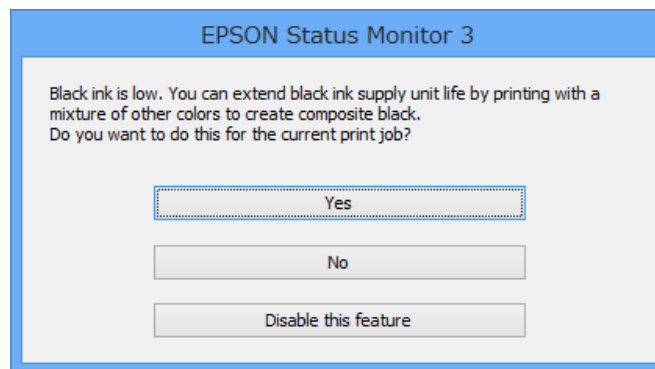 EPSON Status Monitor 3
Black ink is low. You can extend black ink supply unit life by printing with a
mixture of other colors to create composite black.
Do you want to do this for the current print job?
Yes
No
Disable this feature